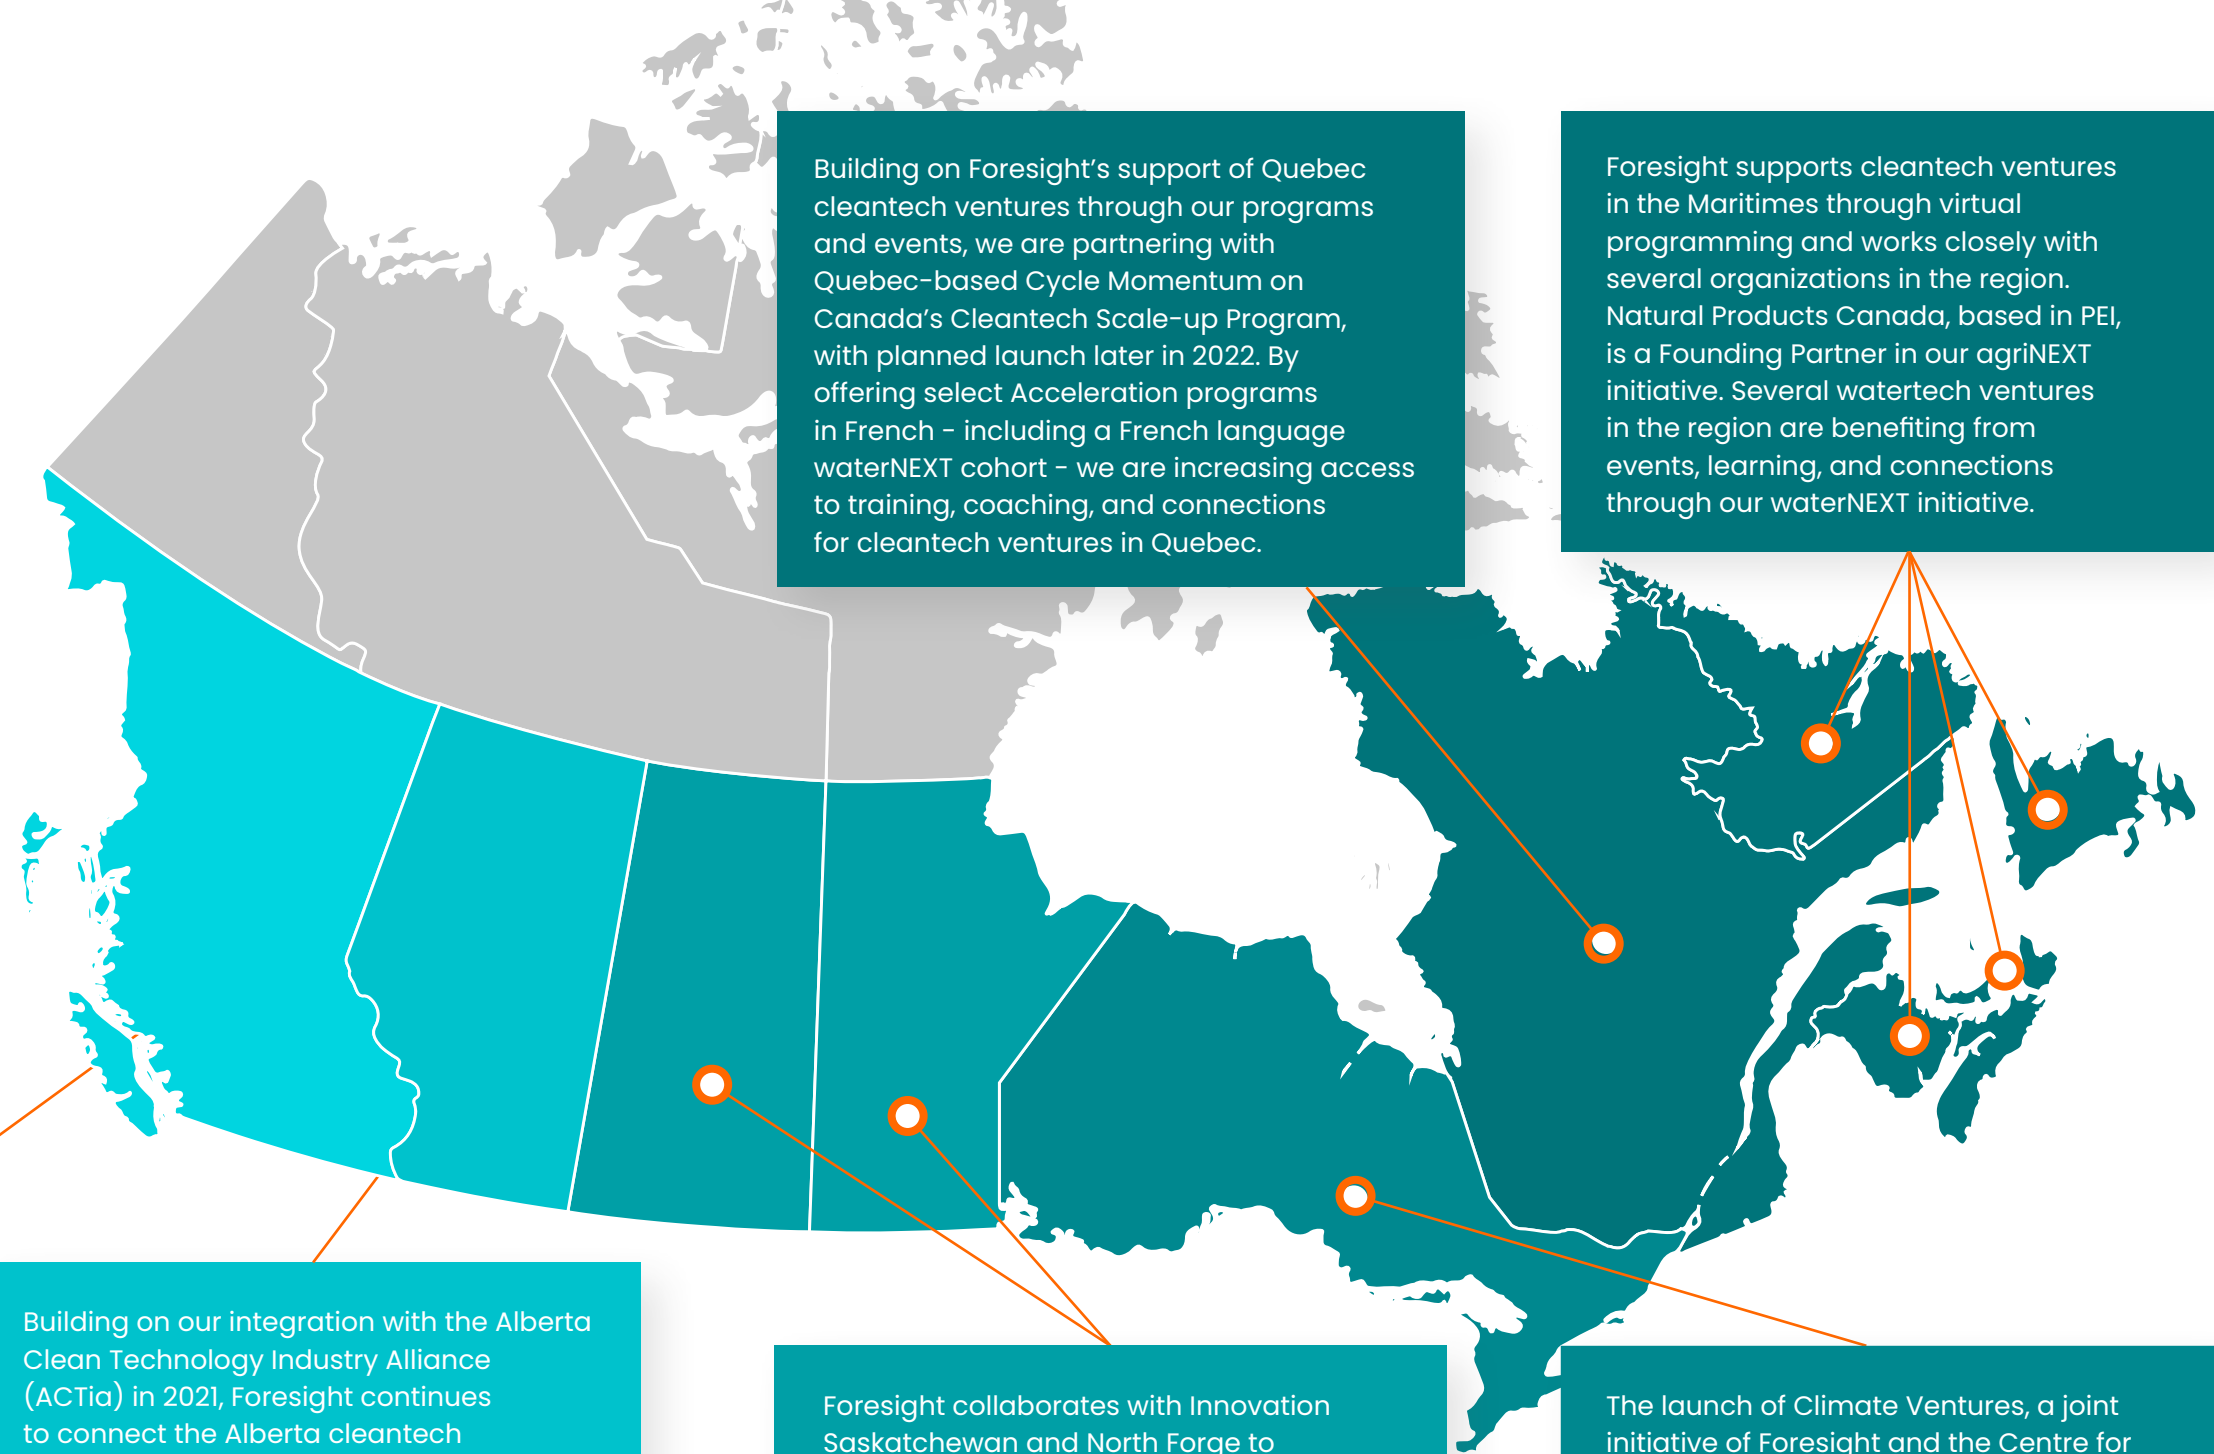 Building on Foresight’s support of Quebec
cleantech ventures through our programs
and events, we are partnering with
Quebec-based Cycle Momentum on
Canada’s Cleantech Scale-up Program,
with planned launch later in 2022. By
offering select Acceleration programs
in French - including a French language
waterNEXT cohort - we are increasing access
to training, coaching, and connections
for cleantech ventures in Quebec.
Foresight supports cleantech ventures
in the Maritimes through virtual
programming and works closely with
several organizations in the region.
Natural Products Canada, based in PEI,
is a Founding Partner in our agriNEXT
initiative. Several watertech ventures
in the region are benefiting from
events, learning, and connections
through our waterNEXT initiative.
Building on our integration with the Alberta
Clean Technology Industry Alliance
(ACTia) in 2021, Foresight continues
to connect the Alberta cleantech
Foresight collaborates with Innovation
Saskatchewan and North Forge to
The launch of Climate Ventures, a joint
initiative of Foresight and the Centre for